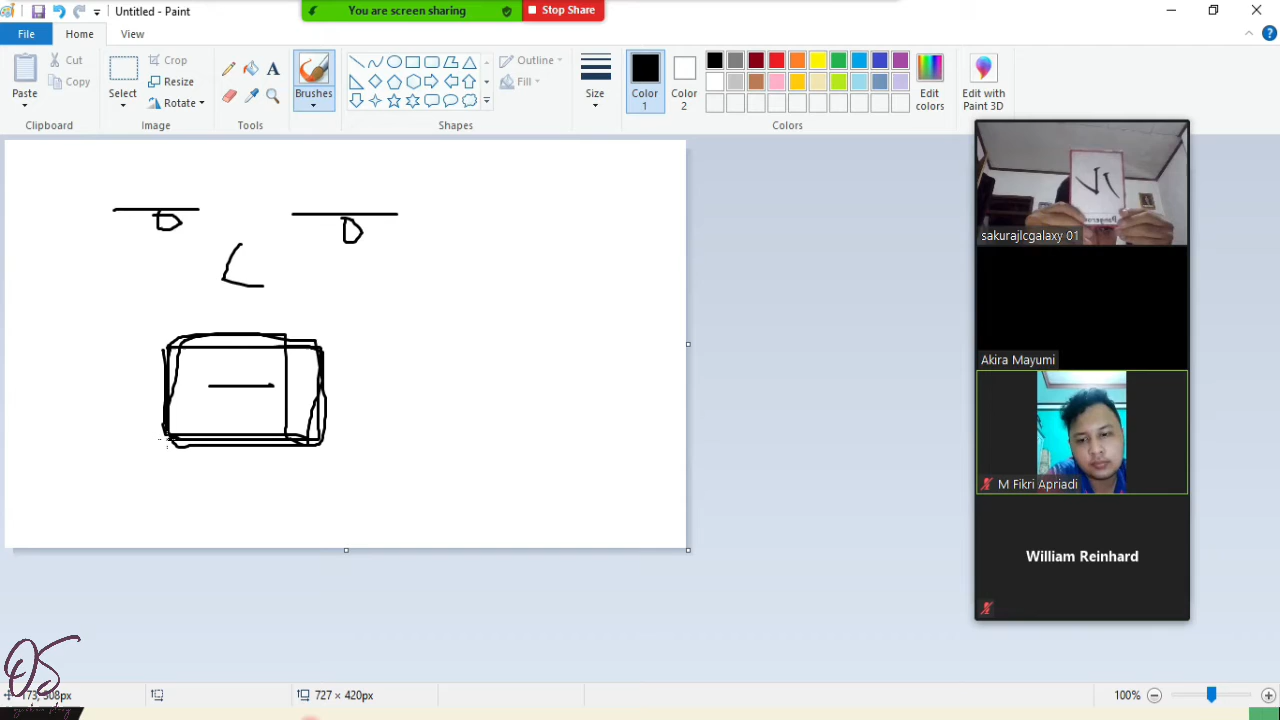 Untitled - Paint
You are screen sharing
Stop Share
File
Home
View
Paste
Cut
Copy
Clipboard
Select
Crop
Resize
Rotate
Image
Tools
Brushes
Shapes
Outline
Fill
Size
Color 1
Color 2
Edit colors
Edit with Paint 3D
Colors
sakurajlcgalaxy 01
Akira Mayumi
M Fikri Apriadi
William Reinhard
173, 308px
727 × 420px
100%